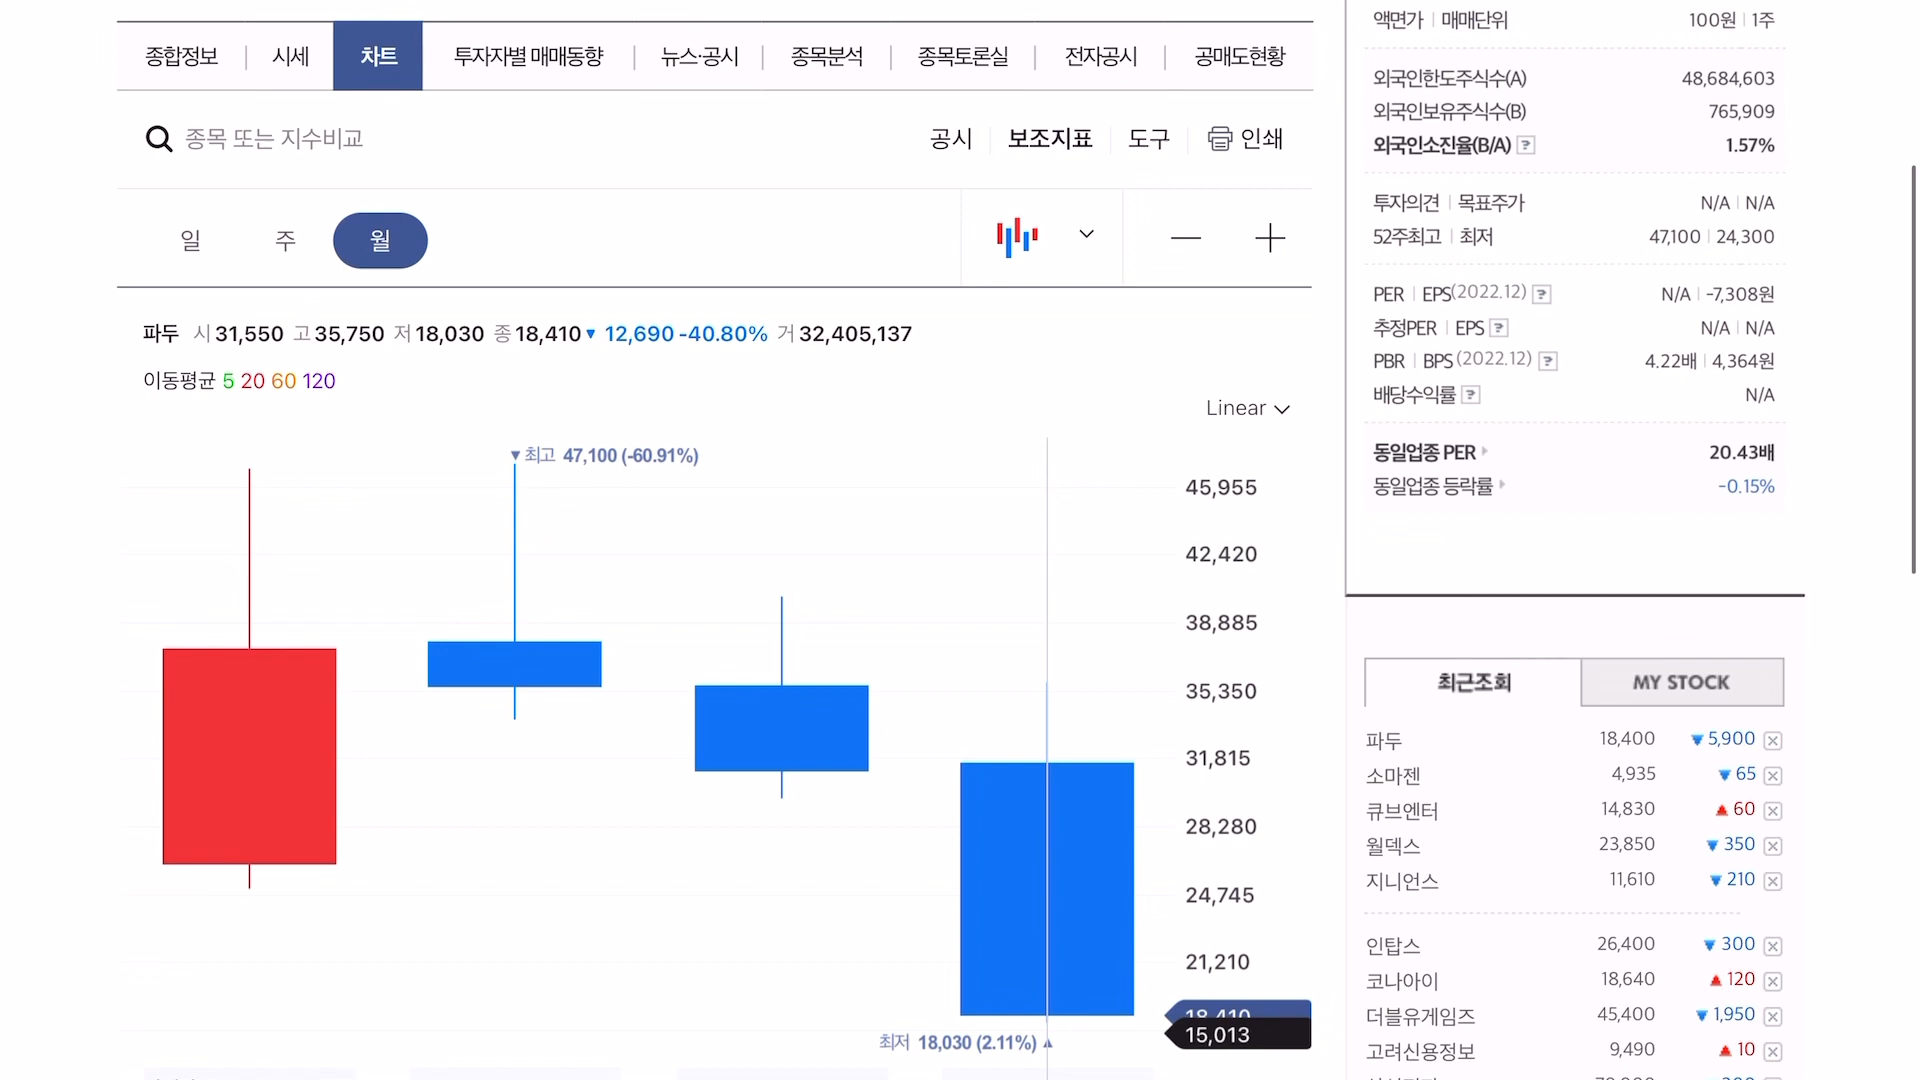 종합정보 시세 차트 투자자별 매매동향 뉴스·공시 종목분석 종목토론실 전자공시 공매도현황
종목 또는 지수비교 공시 보조지표 도구 인쇄
일 주 월
파두 시 31,550 고 35,750 저 18,030 종 18,410 ▼ 12,690 -40.80% 거 32,405,137
이동평균 5 20 60 120
Linear
▼ 최고 47,100 (-60.91%)
45,955
42,420
38,885
35,350
31,815
28,280
24,745
21,210
18,410
15,013
최저 18,030 (2.11%) ▲
액면가 | 매매단위 100원 | 1주
외국인한도주식수(A) 48,684,603
외국인보유주식수(B) 765,909
외국인소진율(B/A) ? 1.57%
투자의견 | 목표주가 N/A | N/A
52주최고 | 최저 47,100 | 24,300
PER | EPS(2022.12) ? N/A | -7,308원
추정PER | EPS ? N/A | N/A
PBR | BPS (2022.12) ? 4.22배 | 4,364원
배당수익률 ? N/A
동일업종 PER 20.43배
동일업종 등락률 -0.15%
최근조회 MY STOCK
파두 18,400 ▼ 5,900
소마젠 4,935 ▼ 65
큐브엔터 14,830 ▲ 60
월덱스 23,850 ▼ 350
지니언스 11,610 ▼ 210
인탑스 26,400 ▼ 300
코나아이 18,640 ▲ 120
더블유게임즈 45,400 ▼ 1,950
고려신용정보 9,490 ▲ 10